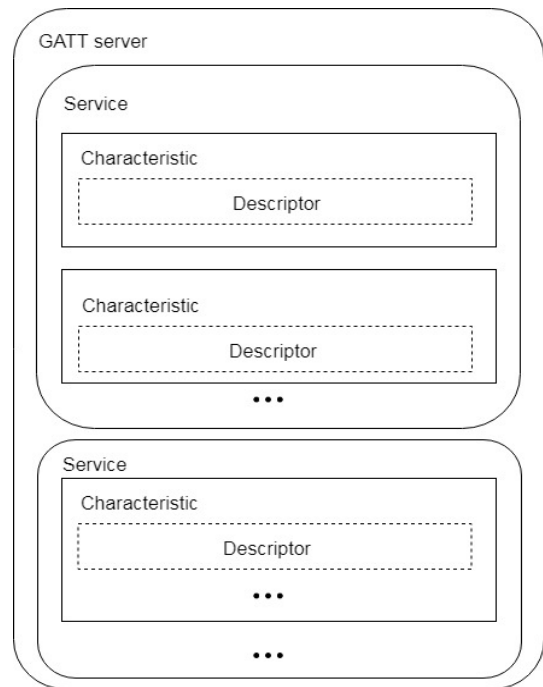 GATT server
Service
Characteristic
Descriptor
Characteristic
Descriptor
...
Service
Characteristic
Descriptor
...
...